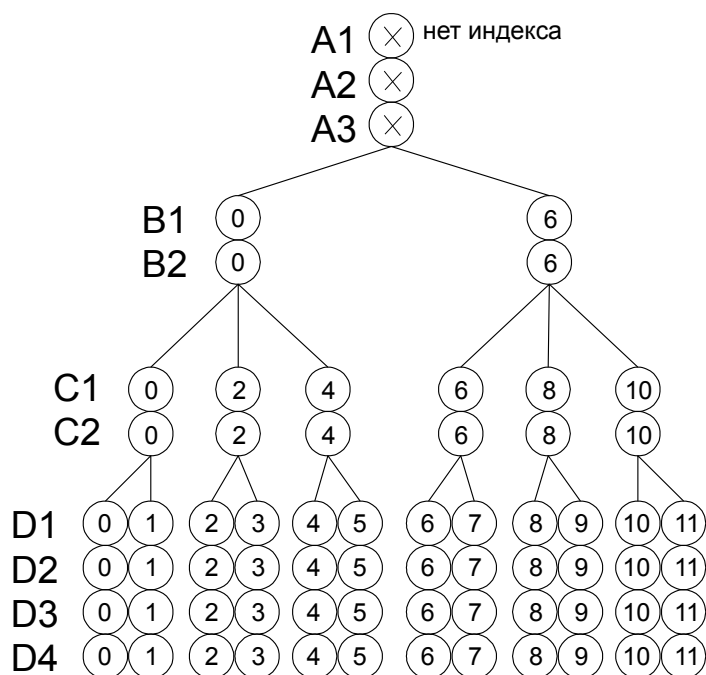 A1 нет индекса
A2
A3
B1 0 6
B2 0 6
C1 0 2 4 6 8 10
C2 0 2 4 6 8 10
D1 0 1 2 3 4 5 6 7 8 9 10 11
D2 0 1 2 3 4 5 6 7 8 9 10 11
D3 0 1 2 3 4 5 6 7 8 9 10 11
D4 0 1 2 3 4 5 6 7 8 9 10 11